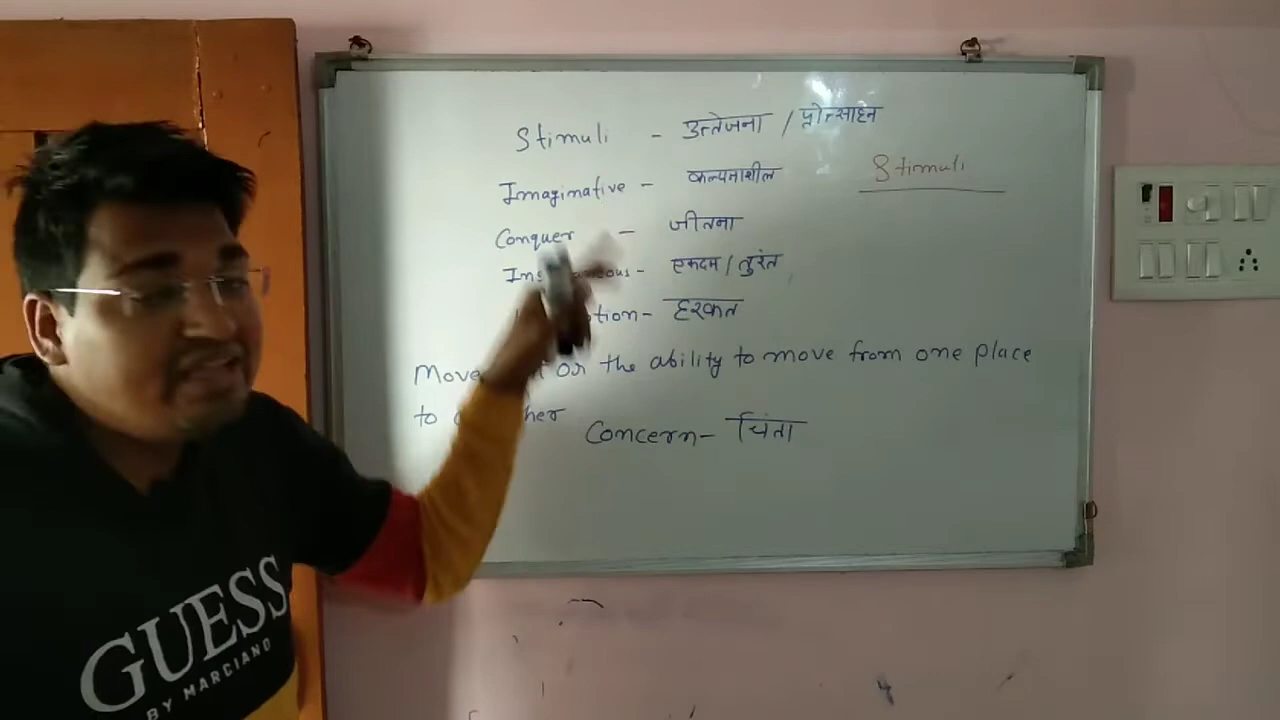 Stimuli - उत्तेजना / प्रोत्साहन
Stimuli
Imaginative - कल्पनाशील
Conquer - जीतना
- एकदम / तुरंत
- हरकत
or the ability to move from one place
to
Concern - चिंता
GUESS
BY MARCIANO
4